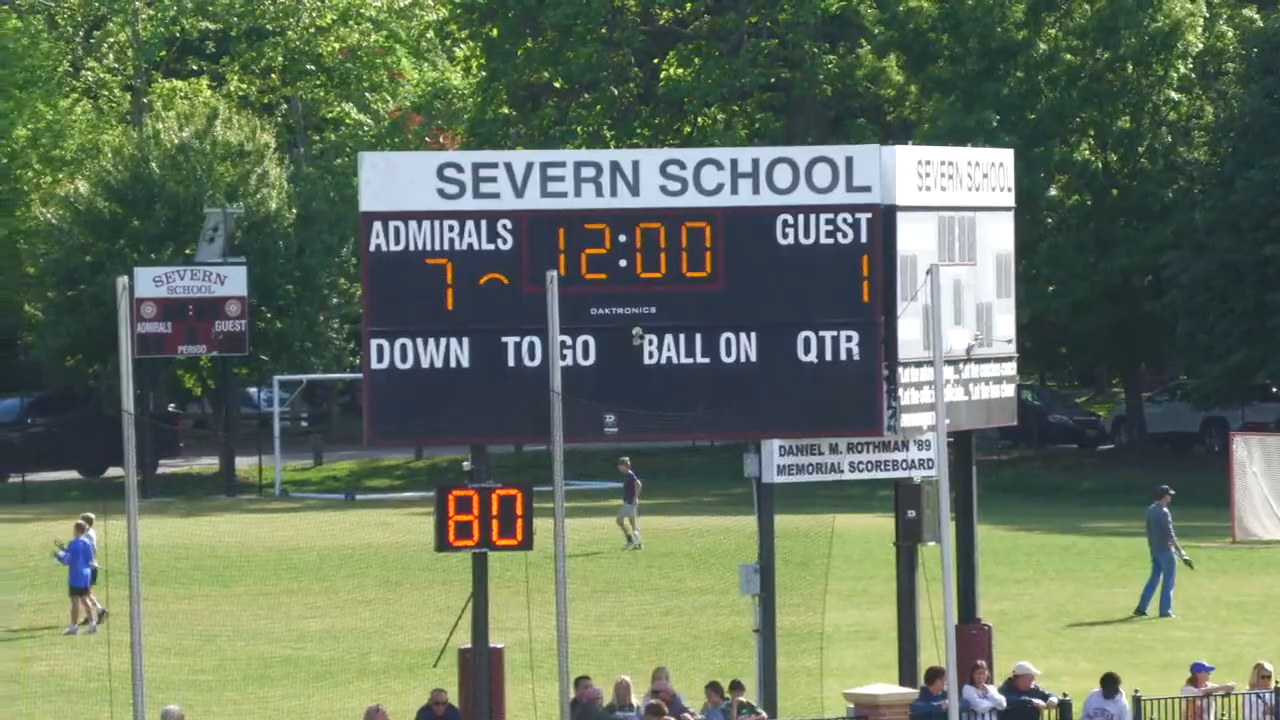 SEVERN SCHOOL
SEVERN SCHOOL
ADMIRALS 12:00 GUEST
7 1
DAKTRONICS
DOWN TO GO BALL ON QTR
SEVERN
SCHOOL
ADMIRALS GUEST
PERIOD
DANIEL M. ROTHMAN '89
MEMORIAL SCOREBOARD
80